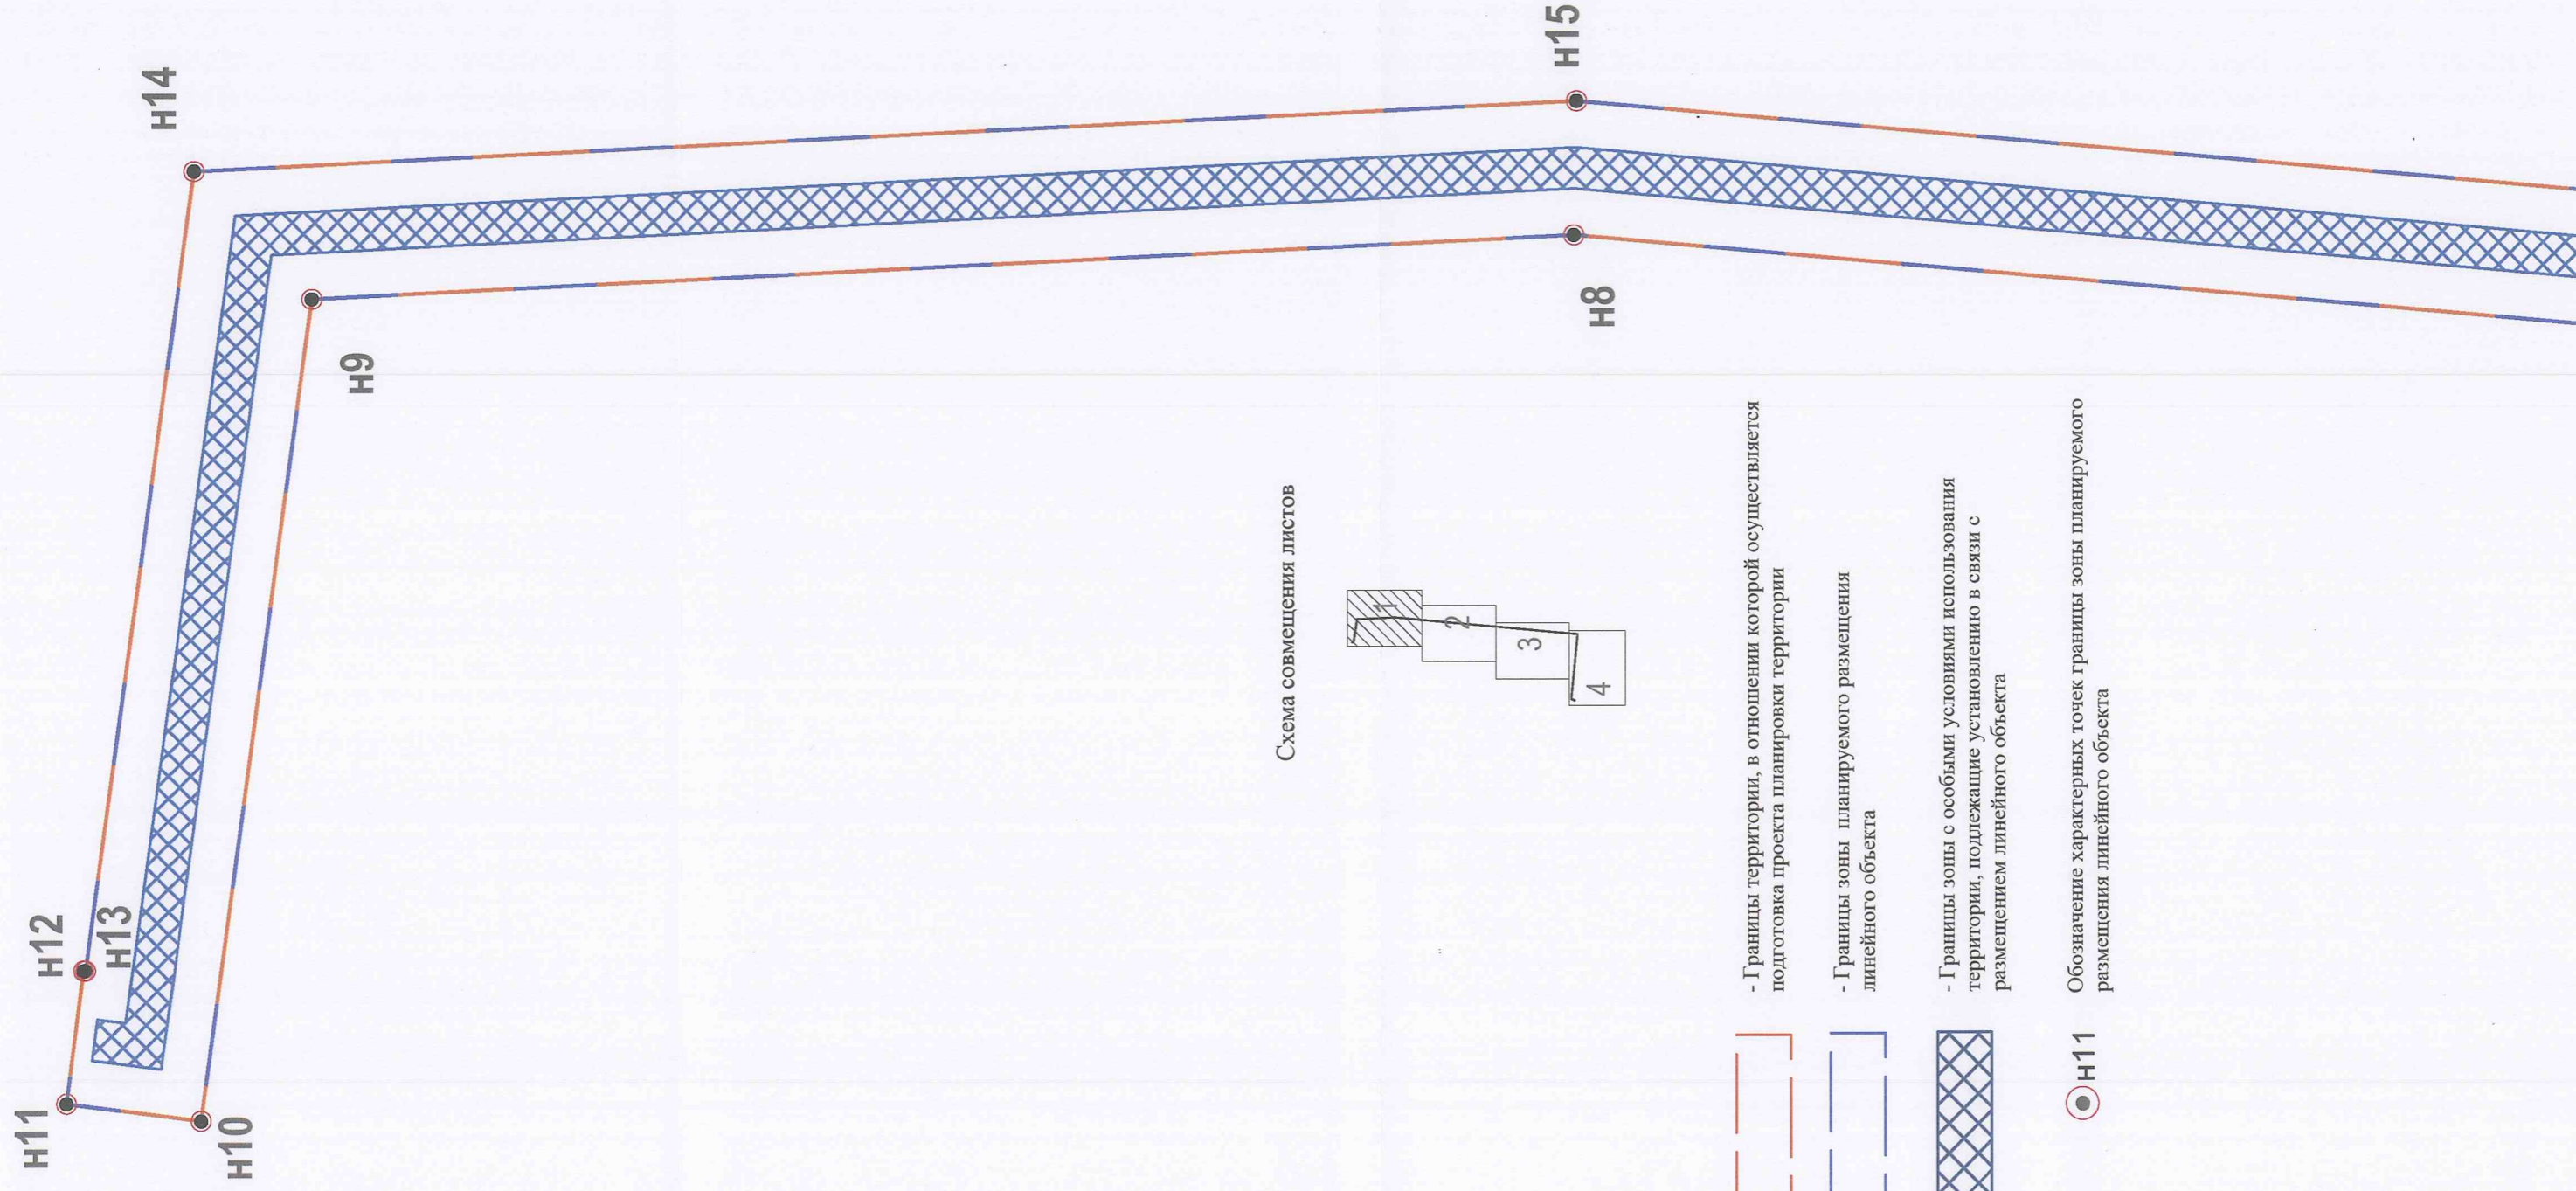 н11
н10
н12
н13
н14
н9
н15
н8
Схема совмещения листов
1
2
3
4
- Границы территории, в отношении которой осуществляется
подготовка проекта планировки территории
- Границы зоны планируемого размещения
линейного объекта
- Границы зоны с особыми условиями использования
территории, подлежащие установлению в связи с
размещением линейного объекта
н11
Обозначение характерных точек границы зоны планируемого
размещения линейного объекта